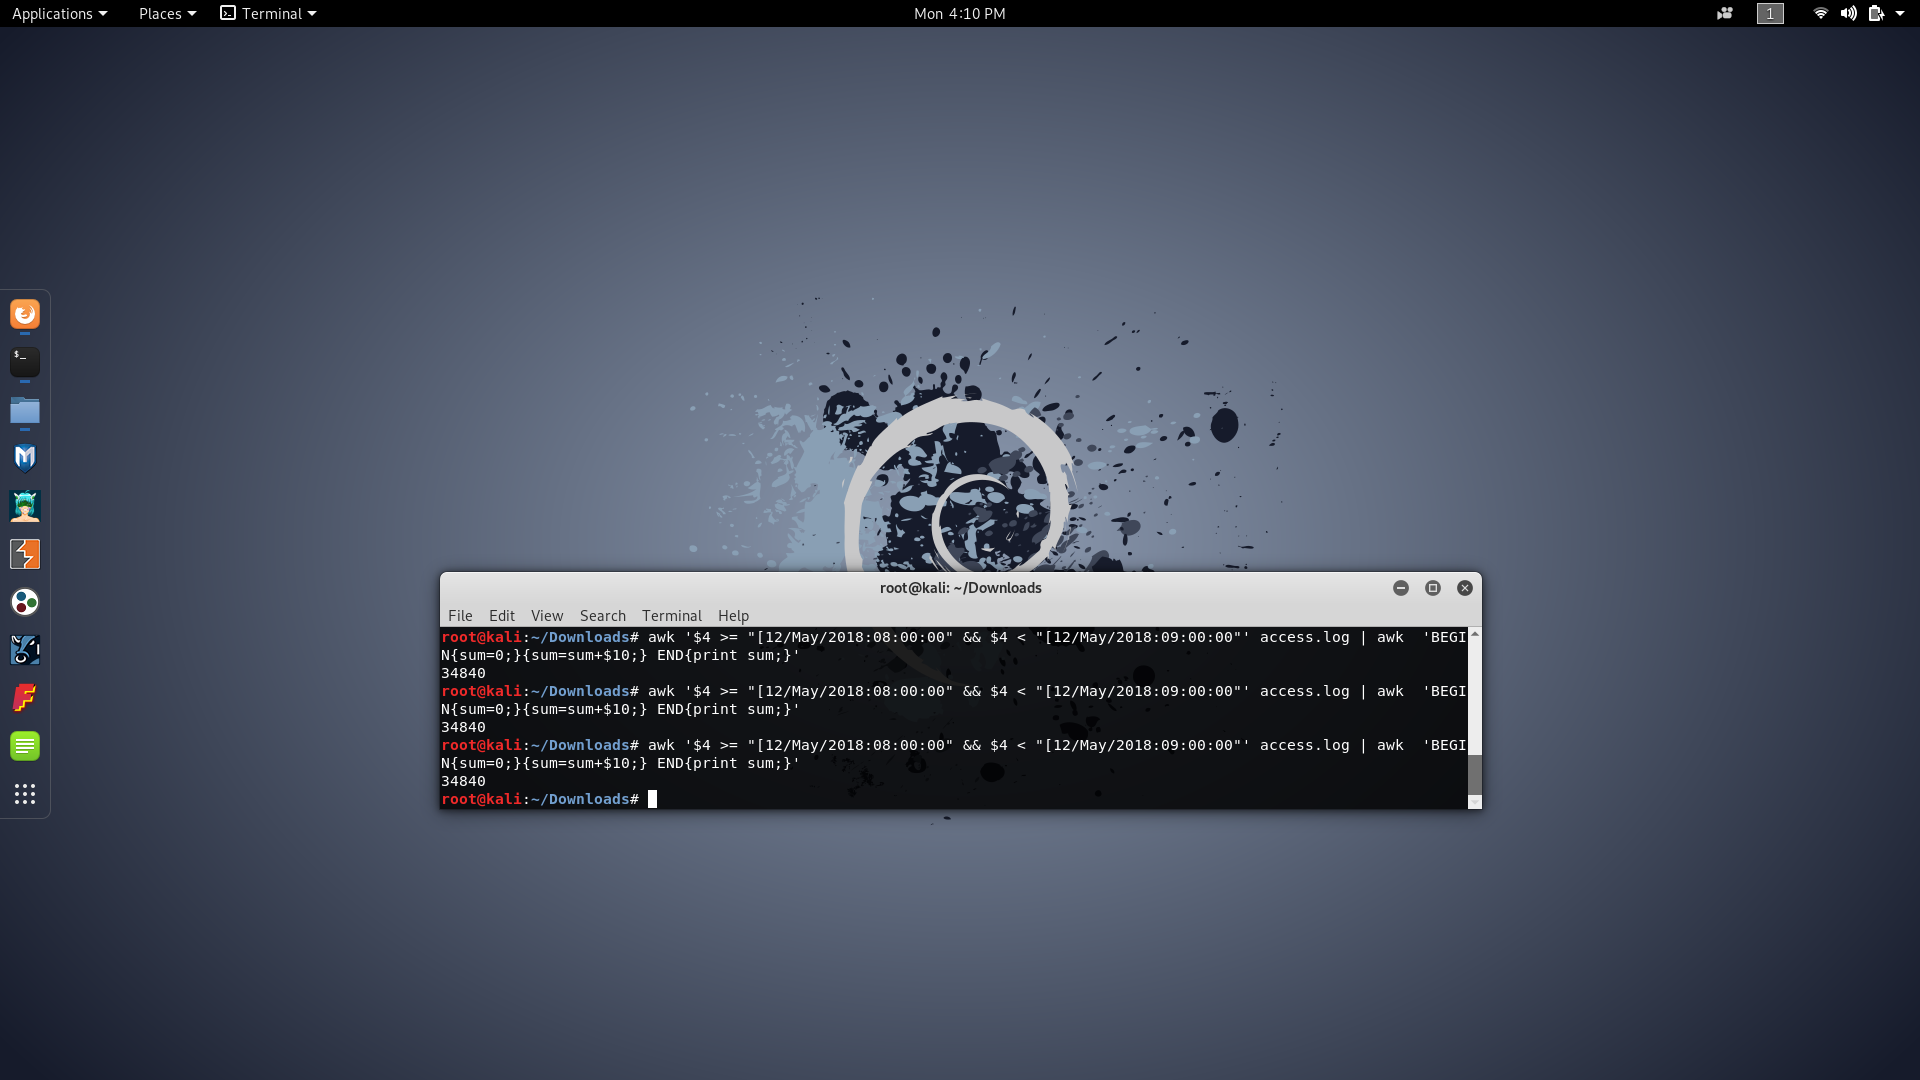 Applications Places Terminal Mon 4:10 PM 1
$_
root@kali: ~/Downloads
File Edit View Search Terminal Help
root@kali:~/Downloads# awk '$4 >= "[12/May/2018:08:00:00" && $4 < "[12/May/2018:09:00:00"' access.log | awk  'BEGI
N{sum=0;}{sum=sum+$10;} END{print sum;}'
34840
root@kali:~/Downloads# awk '$4 >= "[12/May/2018:08:00:00" && $4 < "[12/May/2018:09:00:00"' access.log | awk  'BEGI
N{sum=0;}{sum=sum+$10;} END{print sum;}'
34840
root@kali:~/Downloads# awk '$4 >= "[12/May/2018:08:00:00" && $4 < "[12/May/2018:09:00:00"' access.log | awk  'BEGI
N{sum=0;}{sum=sum+$10;} END{print sum;}'
34840
root@kali:~/Downloads#